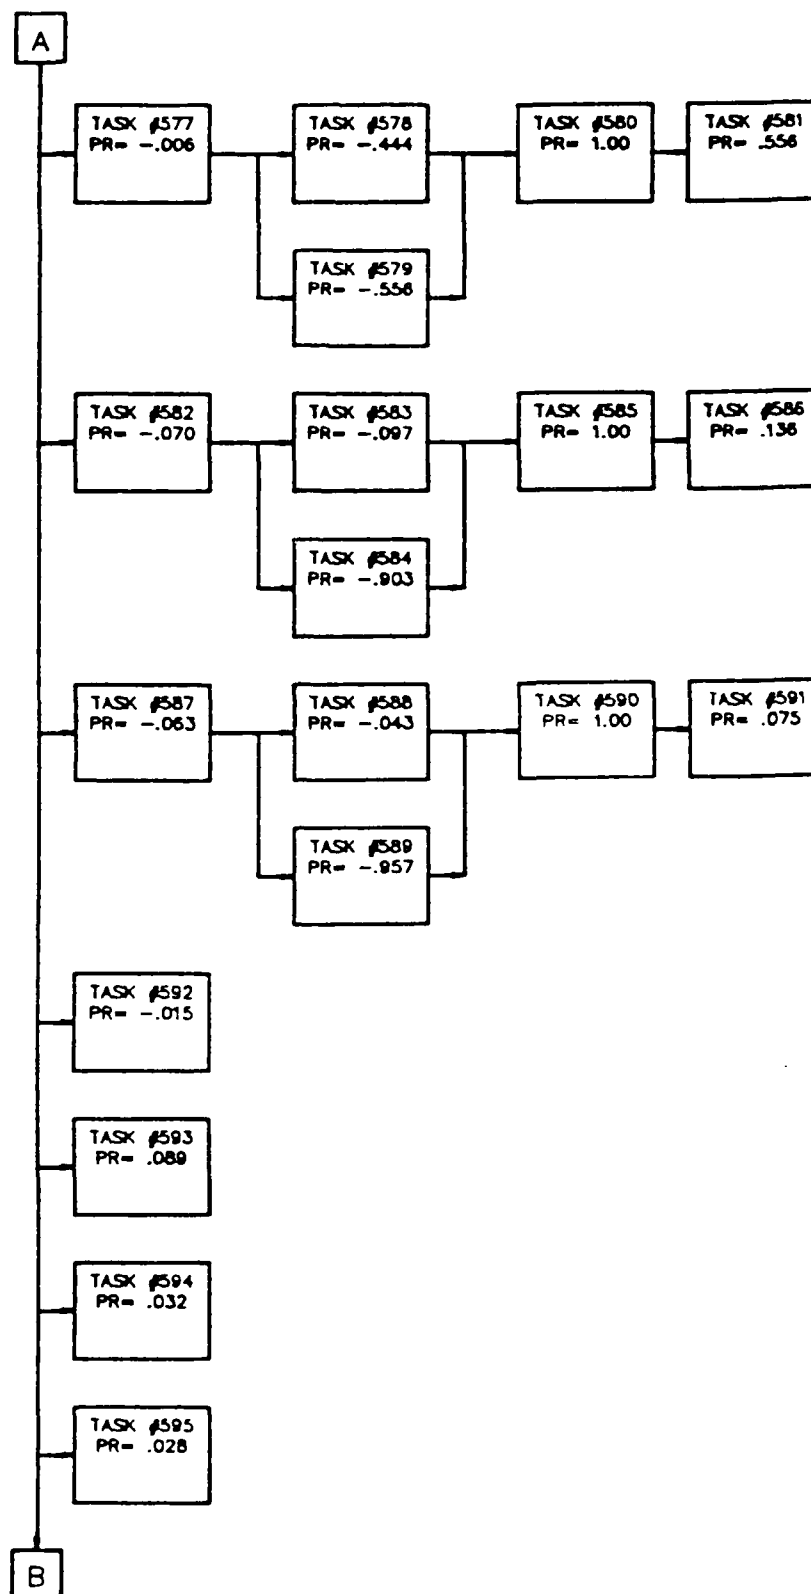 A
TASK #577
PR= -.006
TASK #578
PR= -.444
TASK #580
PR= 1.00
TASK #581
PR= .556
TASK #579
PR= -.556
TASK #582
PR= -.070
TASK #583
PR= -.097
TASK #585
PR= 1.00
TASK #586
PR= .136
TASK #584
PR= -.903
TASK #587
PR= -.063
TASK #588
PR= -.043
TASK #590
PR= 1.00
TASK #591
PR= .075
TASK #589
PR= -.957
TASK #592
PR= -.015
TASK #593
PR= .089
TASK #594
PR= .032
TASK #595
PR= .028
B